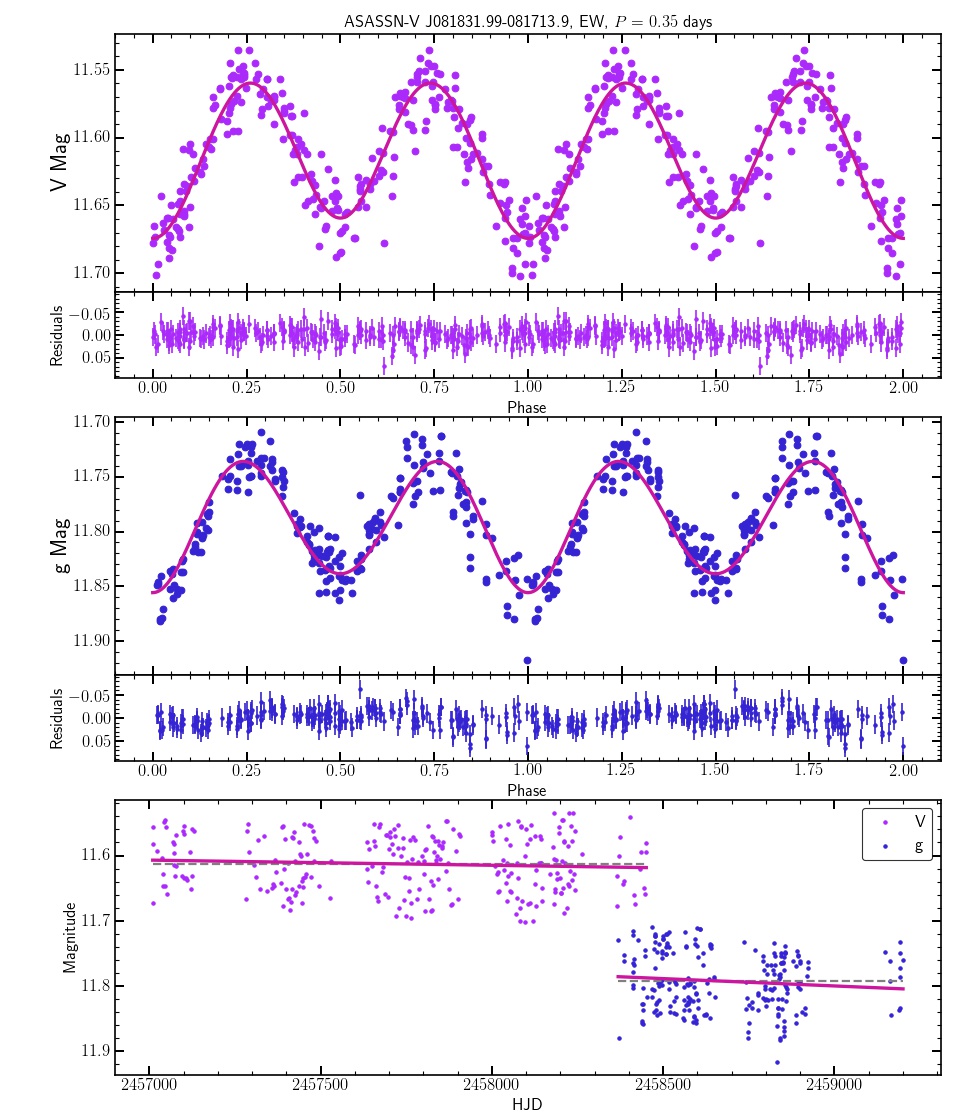 ASASSN-V J081831.99-081713.9, EW, P = 0.35 days
11.55
11.60
11.65
11.70
V Mag
−0.05
0.00
0.05
Residuals
0.00 0.25 0.50 0.75 1.00 1.25 1.50 1.75 2.00
Phase
11.70
11.75
11.80
11.85
11.90
g Mag
−0.05
0.00
0.05
Residuals
0.00 0.25 0.50 0.75 1.00 1.25 1.50 1.75 2.00
Phase
V
g
11.6
11.7
11.8
11.9
Magnitude
2457000 2457500 2458000 2458500 2459000
HJD